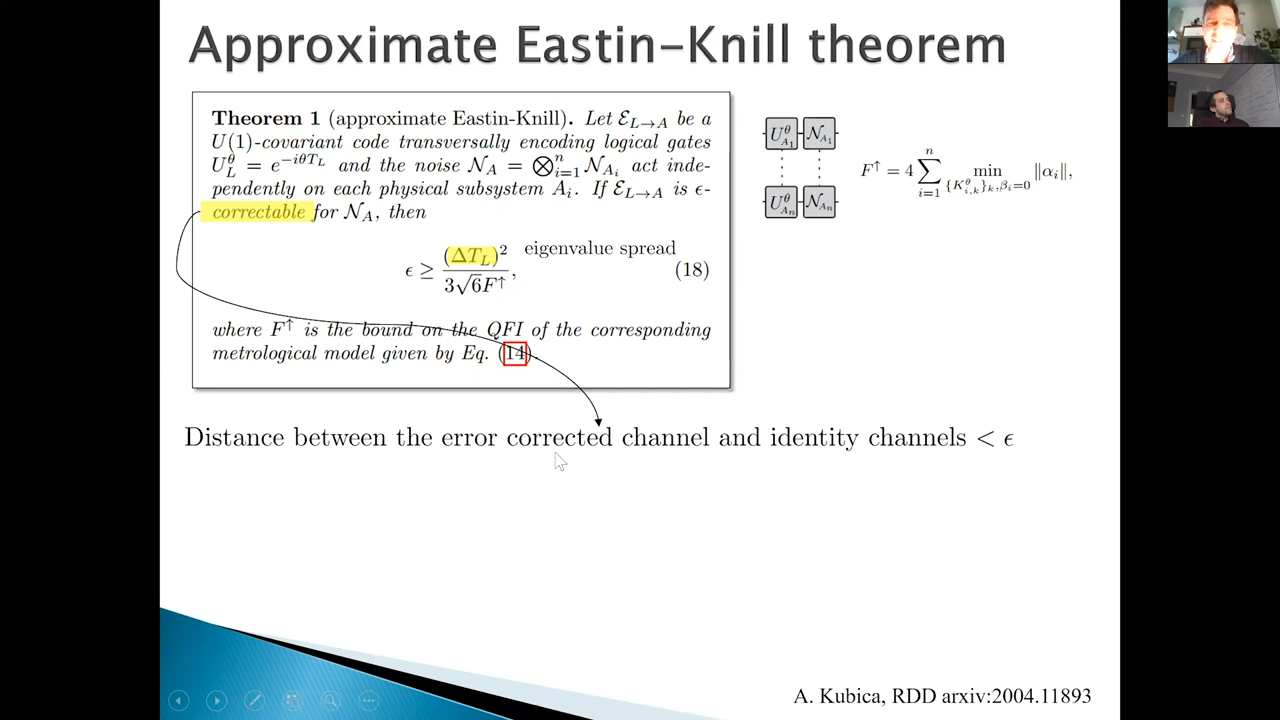 Approximate Eastin-Knill theorem
Theorem 1 (approximate Eastin-Knill). Let ℰ_{L→A} be a
U(1)-covariant code transversally encoding logical gates
U_L^θ = e^{-iθT_L} and the noise 𝒩_A = ⊗_{i=1}^n 𝒩_{A_i} act inde-
pendently on each physical subsystem A_i. If ℰ_{L→A} is ϵ-
correctable for 𝒩_A, then
ϵ ≥ (ΔT_L)² / 3√6F↑, (18)
eigenvalue spread
where F↑ is the bound on the QFI of the corresponding
metrological model given by Eq. (14).
U_{A_1}^θ 𝒩_{A_1}
U_{A_n}^θ 𝒩_{A_n}
F↑ = 4 ∑_{i=1}^n min_{{K_{i,k}^θ}_k, β_i=0} ‖α_i‖,
Distance between the error corrected channel and identity channels < ϵ
A. Kubica, RDD arxiv:2004.11893